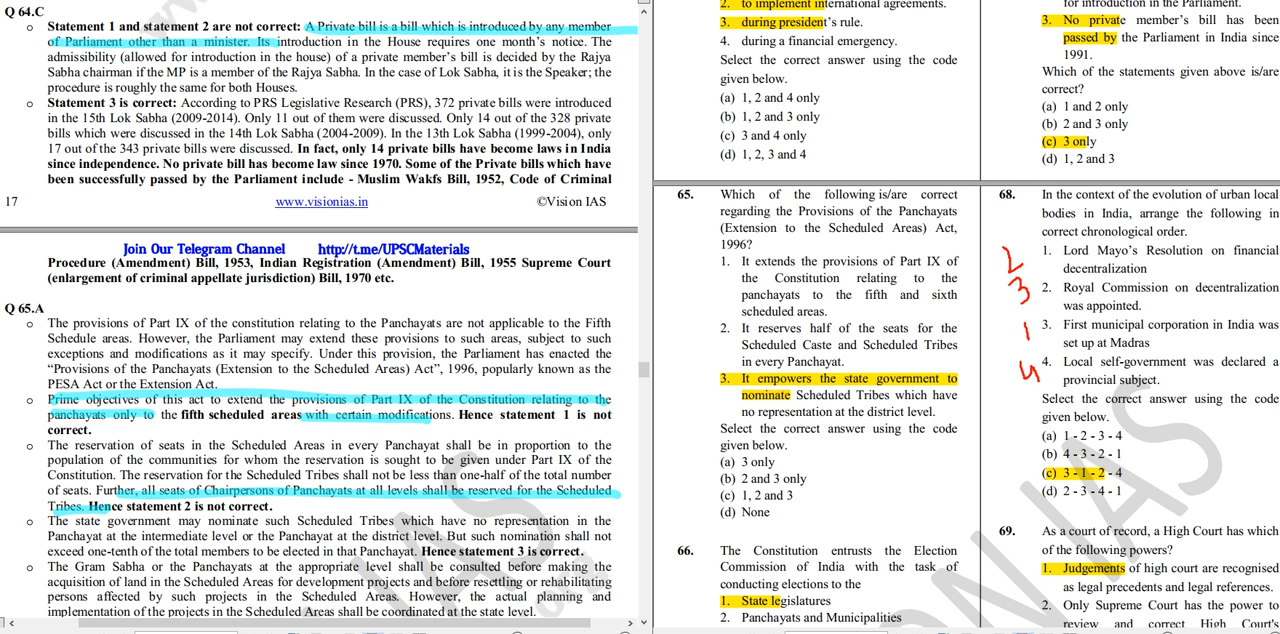 Q 64.C
o Statement 1 and statement 2 are not correct: A Private bill is a bill which is introduced by any member
of Parliament other than a minister. Its introduction in the House requires one month's notice. The
admissibility (allowed for introduction in the house) of a private member's bill is decided by the Rajya
Sabha chairman if the MP is a member of the Rajya Sabha. In the case of Lok Sabha, it is the Speaker; the
procedure is roughly the same for both Houses.
o Statement 3 is correct: According to PRS Legislative Research (PRS), 372 private bills were introduced
in the 15th Lok Sabha (2009-2014). Only 11 out of them were discussed. Only 14 out of the 328 private
bills which were discussed in the 14th Lok Sabha (2004-2009). In the 13th Lok Sabha (1999-2004), only
17 out of the 343 private bills were discussed. In fact, only 14 private bills have become laws in India
since independence. No private bill has become law since 1970. Some of the Private bills which have
been successfully passed by the Parliament include - Muslim Wakfs Bill, 1952, Code of Criminal
17 www.visionias.in ©Vision IAS
Join Our Telegram Channel http://t.me/UPSCMaterials
Procedure (Amendment) Bill, 1953, Indian Registration (Amendment) Bill, 1955 Supreme Court
(enlargement of criminal appellate jurisdiction) Bill, 1970 etc.
Q 65.A
o The provisions of Part IX of the constitution relating to the Panchayats are not applicable to the Fifth
Schedule areas. However, the Parliament may extend these provisions to such areas, subject to such
exceptions and modifications as it may specify. Under this provision, the Parliament has enacted the
"Provisions of the Panchayats (Extension to the Scheduled Areas) Act", 1996, popularly known as the
PESA Act or the Extension Act.
o Prime objectives of this act to extend the provisions of Part IX of the Constitution relating to the
panchayats only to the fifth scheduled areas with certain modifications. Hence statement 1 is not
correct.
o The reservation of seats in the Scheduled Areas in every Panchayat shall be in proportion to the
population of the communities for whom the reservation is sought to be given under Part IX of the
Constitution. The reservation for the Scheduled Tribes shall not be less than one-half of the total number
of seats. Further, all seats of Chairpersons of Panchayats at all levels shall be reserved for the Scheduled
Tribes. Hence statement 2 is not correct.
o The state government may nominate such Scheduled Tribes which have no representation in the
Panchayat at the intermediate level or the Panchayat at the district level. But such nomination shall not
exceed one-tenth of the total members to be elected in that Panchayat. Hence statement 3 is correct.
o The Gram Sabha or the Panchayats at the appropriate level shall be consulted before making the
acquisition of land in the Scheduled Areas for development projects and before resettling or rehabilitating
persons affected by such projects in the Scheduled Areas. However, the actual planning and
implementation of the projects in the Scheduled Areas shall be coordinated at the state level.
2. to implement international agreements.
3. during president's rule.
4. during a financial emergency.
Select the correct answer using the code
given below.
(a) 1, 2 and 4 only
(b) 1, 2 and 3 only
(c) 3 and 4 only
(d) 1, 2, 3 and 4
65. Which of the following is/are correct
regarding the Provisions of the Panchayats
(Extension to the Scheduled Areas) Act,
1996?
1. It extends the provisions of Part IX of
the Constitution relating to the
panchayats to the fifth and sixth
scheduled areas.
2. It reserves half of the seats for the
Scheduled Caste and Scheduled Tribes
in every Panchayat.
3. It empowers the state government to
nominate Scheduled Tribes which have
no representation at the district level.
Select the correct answer using the code
given below.
(a) 3 only
(b) 2 and 3 only
(c) 1, 2 and 3
(d) None
66. The Constitution entrusts the Election
Commission of India with the task of
conducting elections to the
1. State legislatures
2. Panchayats and Municipalities
for introduction in the Parliament.
3. No private member's bill has been
passed by the Parliament in India since
1991.
Which of the statements given above is/are
correct?
(a) 1 and 2 only
(b) 2 and 3 only
(c) 3 only
(d) 1, 2 and 3
68. In the context of the evolution of urban local
bodies in India, arrange the following in
correct chronological order.
2 1. Lord Mayo's Resolution on financial
decentralization
3 2. Royal Commission on decentralization
was appointed.
1 3. First municipal corporation in India was
set up at Madras
4 4. Local self-government was declared a
provincial subject.
Select the correct answer using the code
given below.
(a) 1 - 2 - 3 - 4
(b) 4 - 3 - 2 - 1
(c) 3 - 1 - 2 - 4
(d) 2 - 3 - 4 - 1
69. As a court of record, a High Court has which
of the following powers?
1. Judgements of high court are recognised
as legal precedents and legal references.
2. Only Supreme Court has the power to
review and correct High Court's